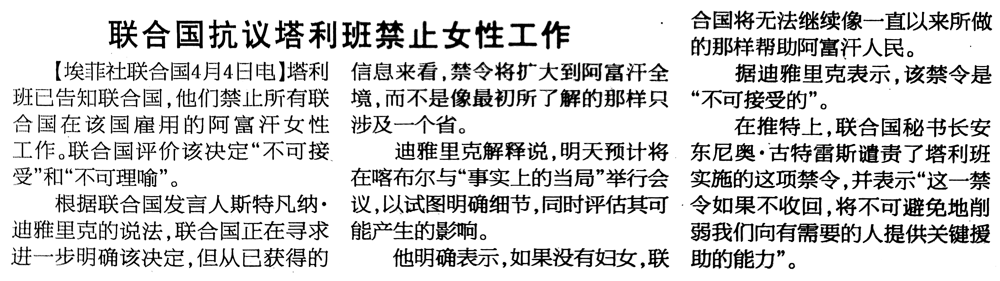 联合国抗议塔利班禁止女性工作
【埃菲社联合国4月4日电】塔利
班已告知联合国,他们禁止所有联
合国在该国雇用的阿富汗女性
工作。联合国评价该决定“不可接
受”和“不可理喻”。
根据联合国发言人斯特凡纳·
迪雅里克的说法,联合国正在寻求
进一步明确该决定,但从已获得的
信息来看,禁令将扩大到阿富汗全
境,而不是像最初所了解的那样只
涉及一个省。
迪雅里克解释说,明天预计将
在喀布尔与“事实上的当局”举行会
议,以试图明确细节,同时评估其可
能产生的影响。
他明确表示,如果没有妇女,联
合国将无法继续像一直以来所做
的那样帮助阿富汗人民。
据迪雅里克表示,该禁令是
“不可接受的”。
在推特上,联合国秘书长安
东尼奥·古特雷斯谴责了塔利班
实施的这项禁令,并表示“这一禁
令如果不收回,将不可避免地削
弱我们向有需要的人提供关键援
助的能力”。